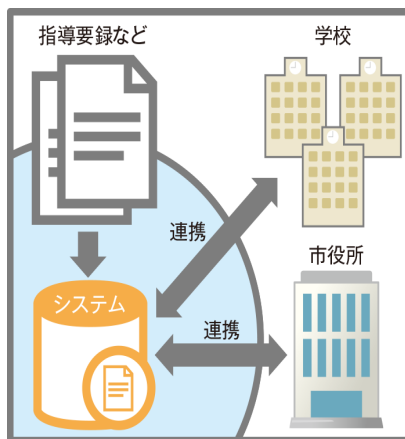 指導要録など
学校
連携
市役所
システム
連携